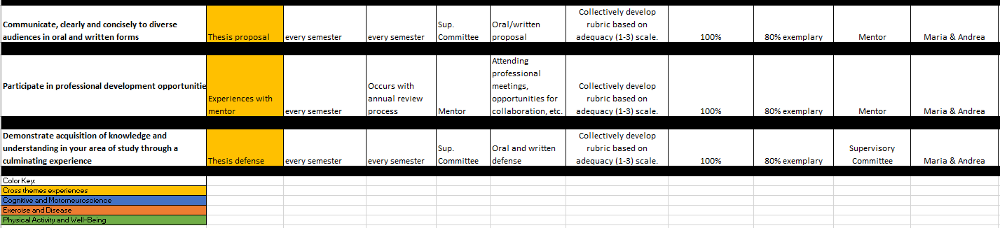 Communicate, clearly and concisely to diverse
audiences in oral and written forms
Thesis proposal
every semester
every semester
Sup.
Committee
Oral/written
proposal
Collectively develop
rubric based on
adequacy (1-3) scale.
100%
80% exemplary
Mentor
Maria & Andrea
Participate in professional development opportunitie
Experiences with
mentor
every semester
Occurs with
annual review
process
Mentor
Attending
professional
meetings,
opportunities for
collaboration, etc.
Collectively develop
rubric based on
adequacy (1-3) scale.
100%
80% exemplary
Mentor
Maria & Andrea
Demonstrate acquisition of knowledge and
understanding in your area of study through a
culminating experience
Thesis defense
every semester
every semester
Sup.
Committee
Oral and written
defense
Collectively develop
rubric based on
adequacy (1-3) scale.
100%
80% exemplary
Supervisory
Committee
Maria & Andrea
Color Key:
Cross themes experiences
Cognitive and Motorneuroscience
Exercise and Disease
Physical Activity and Well-Being